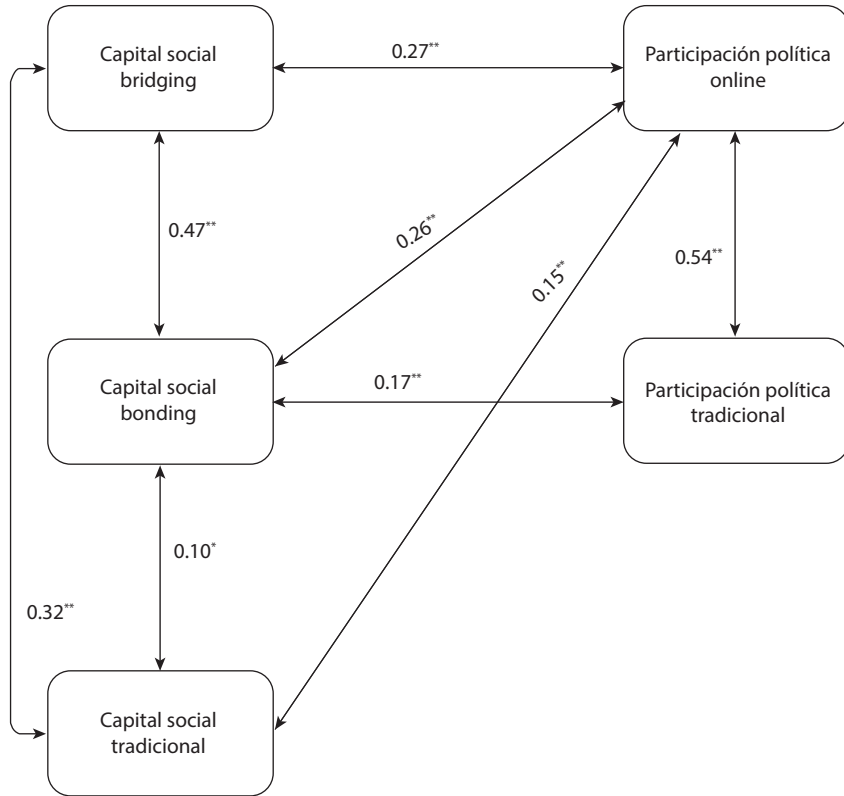 Capital social
bridging
0.27**
Participación política
online
0.47**
0.26**
0.15**
0.54**
Capital social
bonding
0.17**
Participación política
tradicional
0.10*
0.32**
Capital social
tradicional